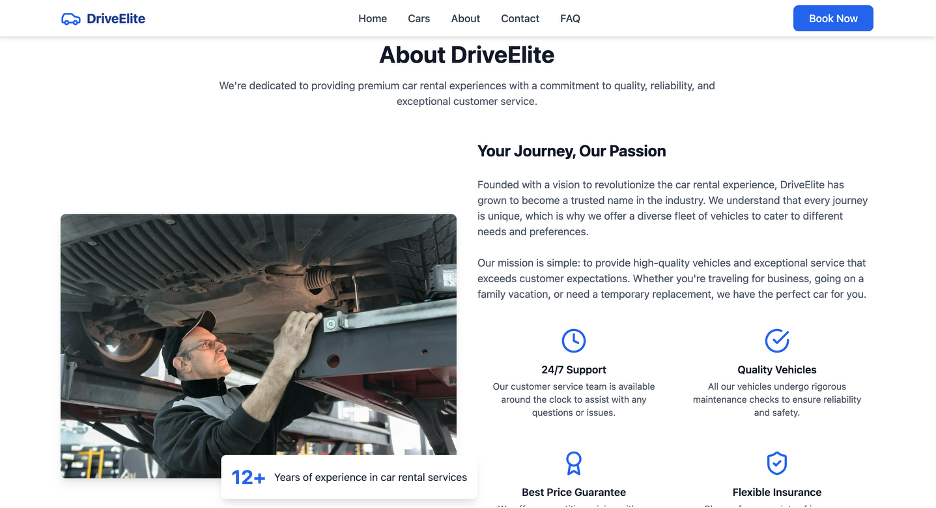 DriveElite
Home Cars About Contact FAQ
Book Now
About DriveElite
We're dedicated to providing premium car rental experiences with a commitment to quality, reliability, and
exceptional customer service.
Your Journey, Our Passion
Founded with a vision to revolutionize the car rental experience, DriveElite has
grown to become a trusted name in the industry. We understand that every journey
is unique, which is why we offer a diverse fleet of vehicles to cater to different
needs and preferences.
Our mission is simple: to provide high-quality vehicles and exceptional service that
exceeds customer expectations. Whether you're traveling for business, going on a
family vacation, or need a temporary replacement, we have the perfect car for you.
24/7 Support
Our customer service team is available
around the clock to assist with any
questions or issues.
Quality Vehicles
All our vehicles undergo rigorous
maintenance checks to ensure reliability
and safety.
12+ Years of experience in car rental services
Best Price Guarantee
Flexible Insurance